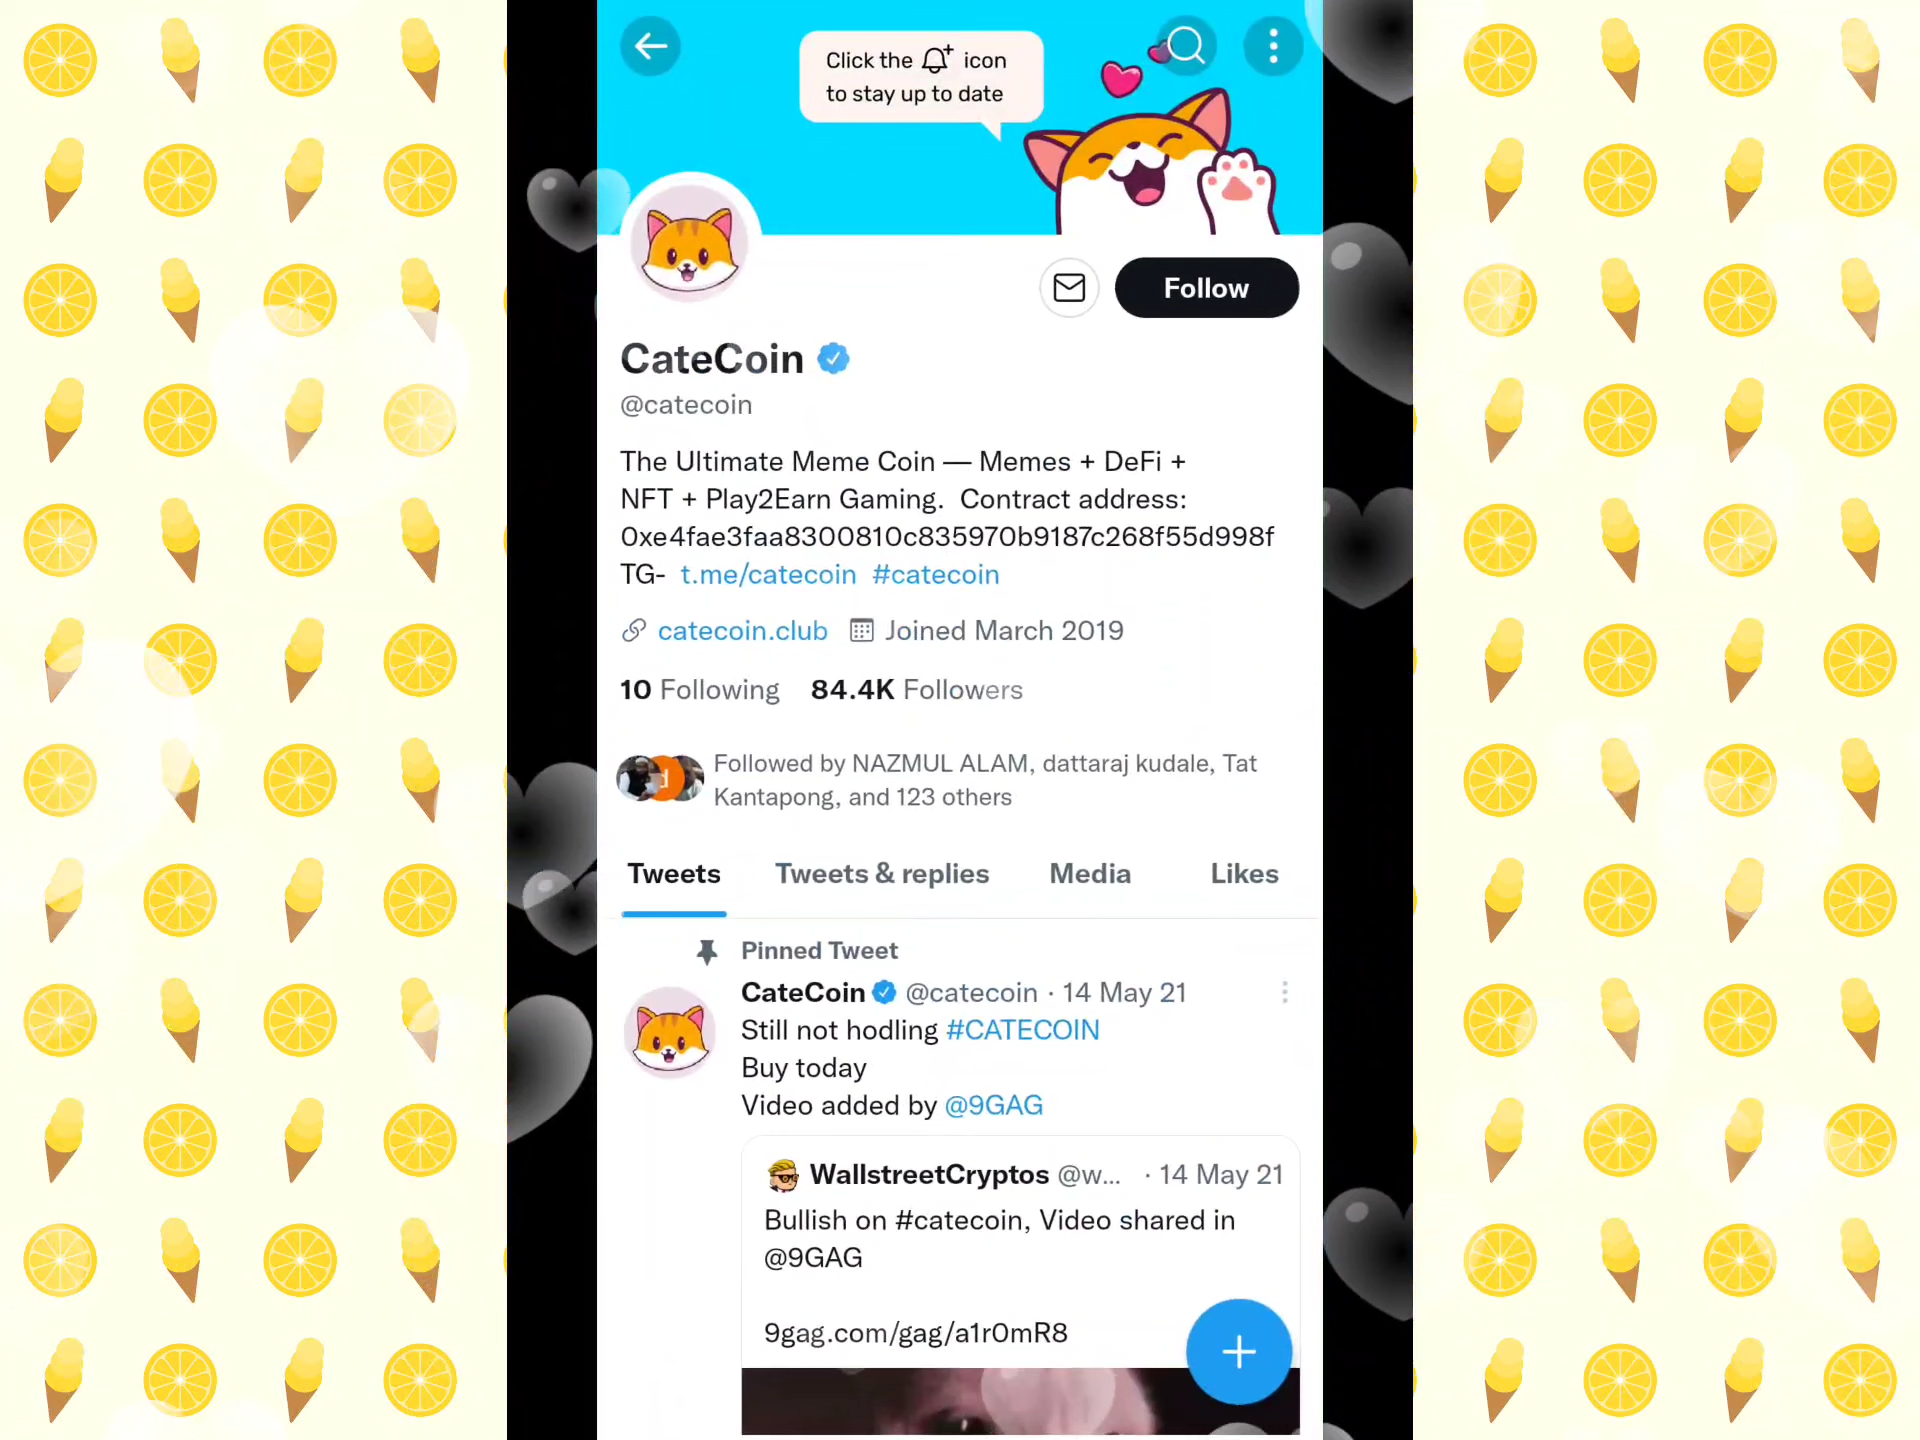 Click the icon
to stay up to date
Follow
CateCoin
@catecoin
The Ultimate Meme Coin — Memes + DeFi +
NFT + Play2Earn Gaming. Contract address:
0xe4fae3faa8300810c835970b9187c268f55d998f
TG- t.me/catecoin #catecoin
catecoin.club Joined March 2019
10 Following 84.4K Followers
Followed by NAZMUL ALAM, dattaraj kudale, Tat
Kantapong, and 123 others
Tweets Tweets & replies Media Likes
Pinned Tweet
CateCoin @catecoin · 14 May 21
Still not hodling #CATECOIN
Buy today
Video added by @9GAG
WallstreetCryptos @w... · 14 May 21
Bullish on #catecoin, Video shared in
@9GAG
9gag.com/gag/a1r0mR8